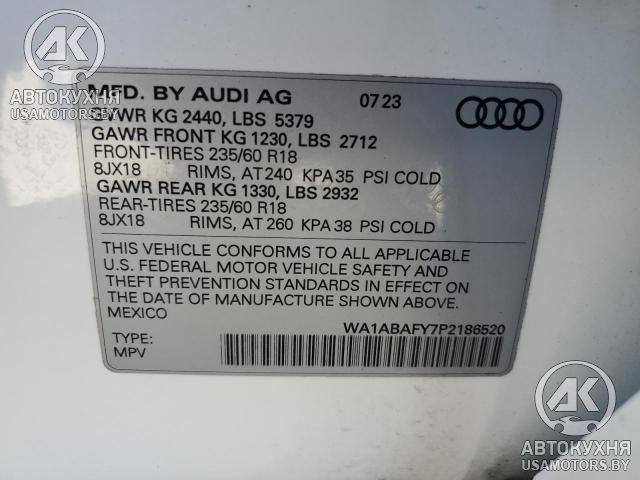 АК
АВТОКУХНЯ
USAMOTORS.BY
MFD. BY AUDI AG 07 23
GVWR KG 2440, LBS 5379
GAWR FRONT KG 1230, LBS 2712
FRONT-TIRES 235/60 R18
8JX18 RIMS, AT 240 KPA 35 PSI COLD
GAWR REAR KG 1330, LBS 2932
REAR-TIRES 235/60 R18
8JX18 RIMS, AT 260 KPA 38 PSI COLD
THIS VEHICLE CONFORMS TO ALL APPLICABLE
U.S. FEDERAL MOTOR VEHICLE SAFETY AND
THEFT PREVENTION STANDARDS IN EFFECT ON
THE DATE OF MANUFACTURE SHOWN ABOVE.
MEXICO
WA1ABAFY7P2186520
TYPE:
MPV
АК
АВТОКУХНЯ
USAMOTORS.BY